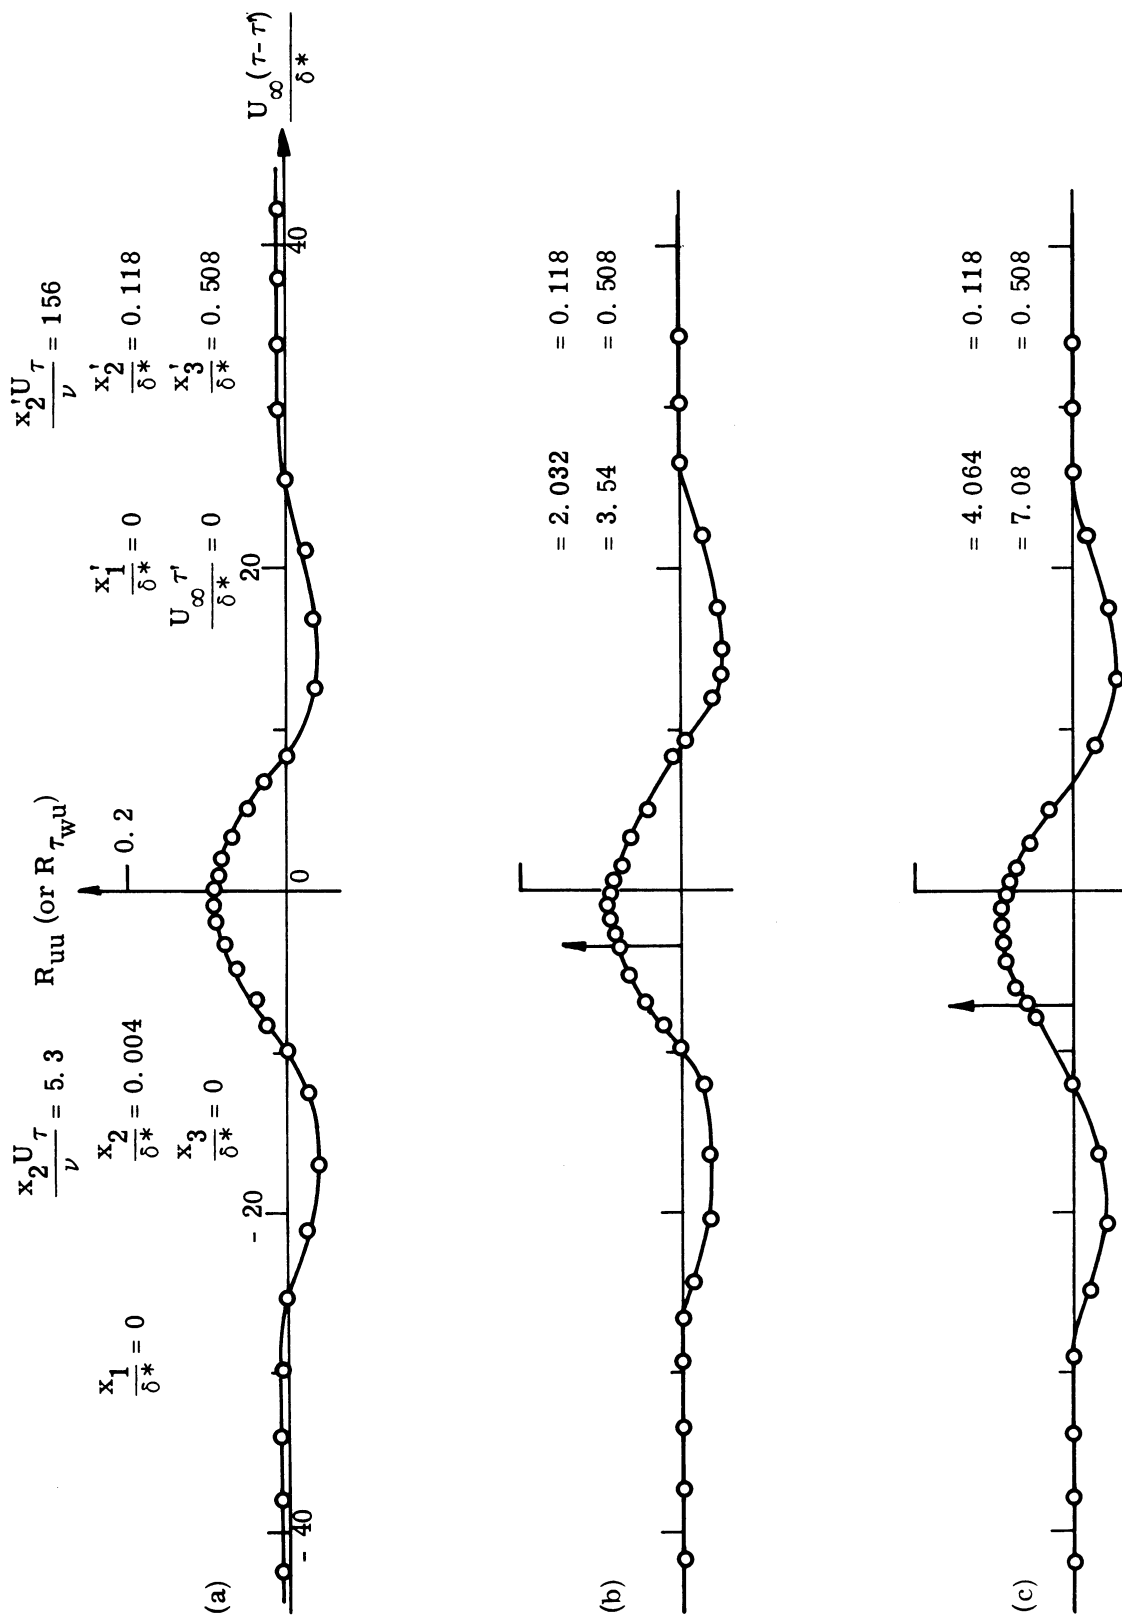 x₂U_τ/ν = 5.3
R_uu (or R_τwu)
x₂'U_τ/ν = 156
x₁/δ* = 0
x₂/δ* = 0.004
0.2
x₁'/δ* = 0
x₂'/δ* = 0.118
x₃/δ* = 0
U_∞τ'/δ* = 0
x₃'/δ* = 0.508
U_∞(τ-τ')/δ*
(a)
- 40
- 20
0
20
40
(b)
= 2.032
= 0.118
= 3.54
= 0.508
(c)
= 4.064
= 0.118
= 7.08
= 0.508